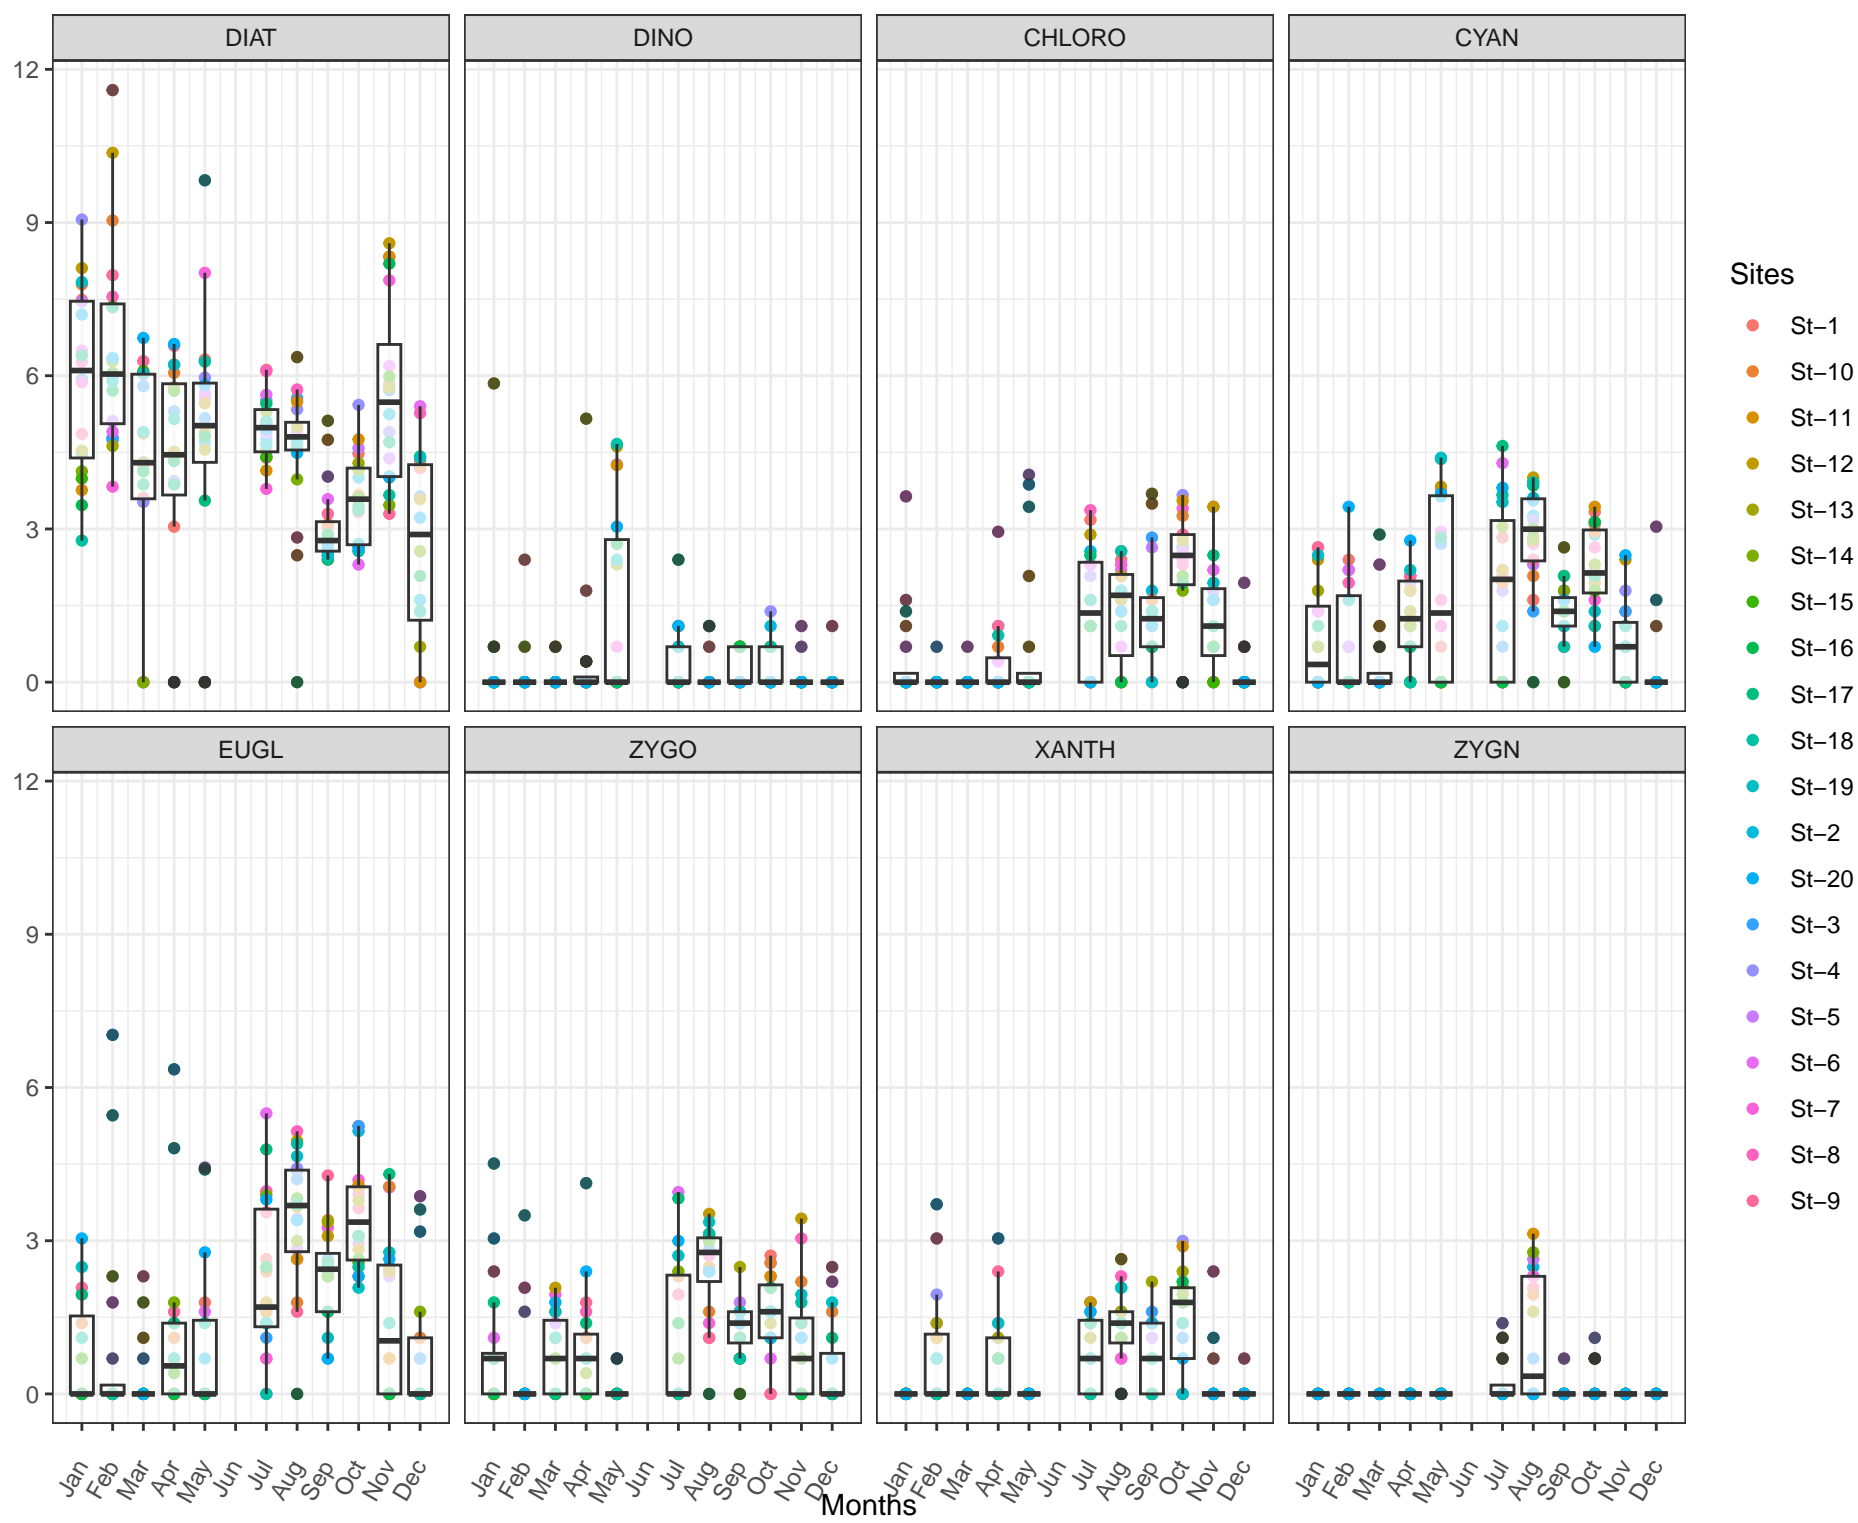 DIAT DINO CHLORO CYAN
12
9
6
3
0
EUGL ZYGO XANTH ZYGN
12
9
6
3
0
Jan Feb Mar Apr May Jun Jul Aug Sep Oct Nov Dec Jan Feb Mar Apr May Jun Jul Aug Sep Oct Nov Dec Jan Feb Mar Apr May Jun Jul Aug Sep Oct Nov Dec Jan Feb Mar Apr May Jun Jul Aug Sep Oct Nov Dec
Months
Sites
St−1
St−10
St−11
St−12
St−13
St−14
St−15
St−16
St−17
St−18
St−19
St−2
St−20
St−3
St−4
St−5
St−6
St−7
St−8
St−9